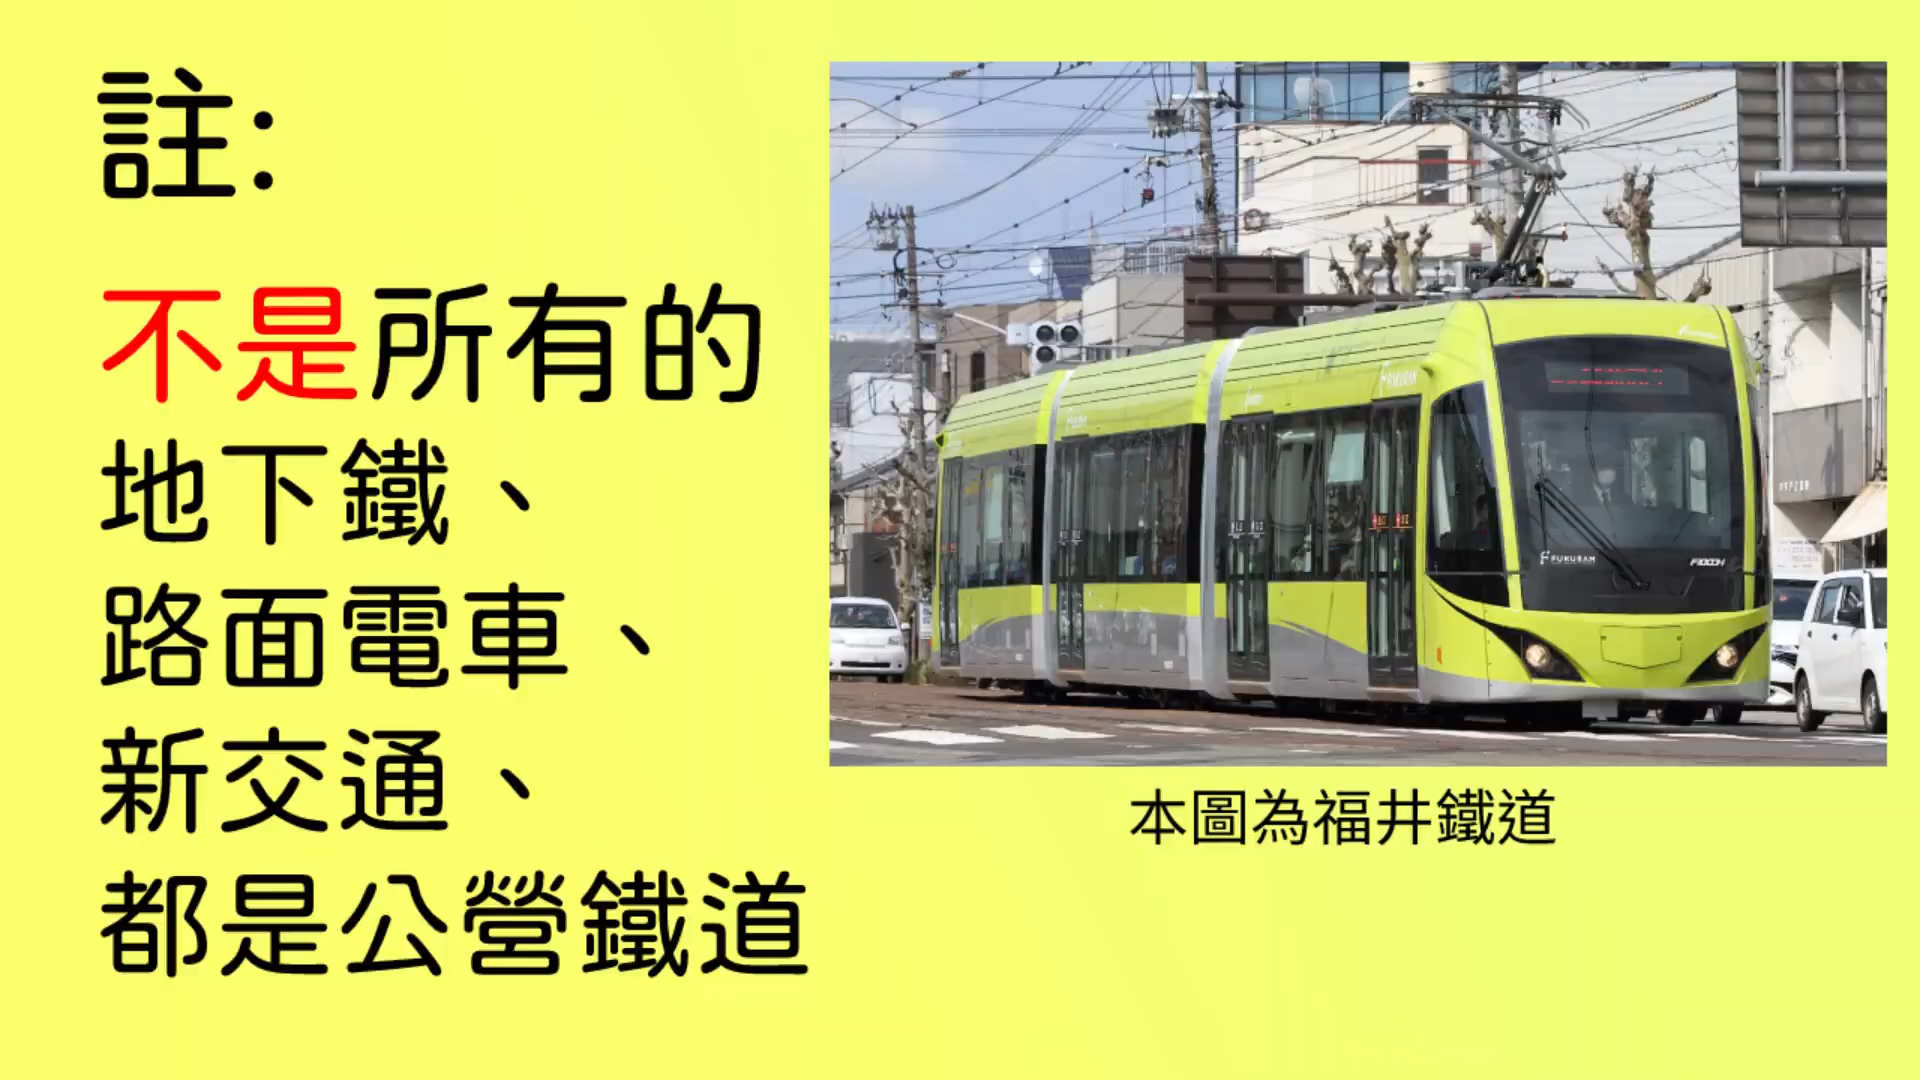 註:
不是所有的
地下鐵、
路面電車、
新交通、
都是公營鐵道
FUKURAM
本圖為福井鐵道